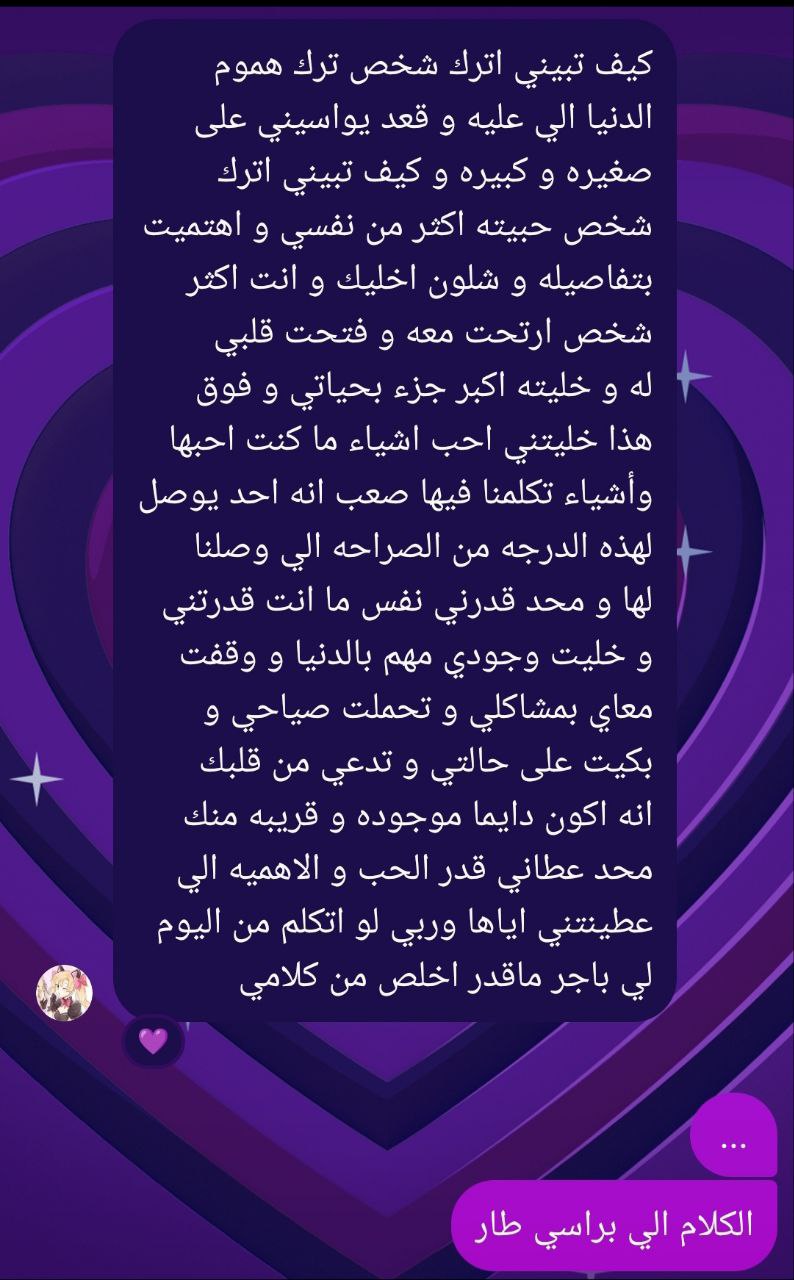 كيف تبيني اترك شخص ترك هموم
الدنيا الي عليه و قعد يواسيني على
صغيره و كبيره و كيف تبيني اترك
شخص حبيته اكثر من نفسي و اهتميت
بتفاصيله و شلون اخليك و انت اكثر
شخص ارتحت معه و فتحت قلبي
له و خليته اكبر جزء بحياتي و فوق
هذا خليتني احب اشياء ما كنت احبها
وأشياء تكلمنا فيها صعب انه احد يوصل
لهذه الدرجه من الصراحه الي وصلنا
لها و محد قدرني نفس ما انت قدرتني
و خليت وجودي مهم بالدنيا و وقفت
معاي بمشاكلي و تحملت صياحي و
بكيت على حالتي و تدعي من قلبك
انه اكون دايما موجوده و قريبه منك
محد عطاني قدر الحب و الاهميه الي
عطينتني اياها وربي لو اتكلم من اليوم
لي باجر ماقدر اخلص من كلامي
...
الكلام الي براسي طار